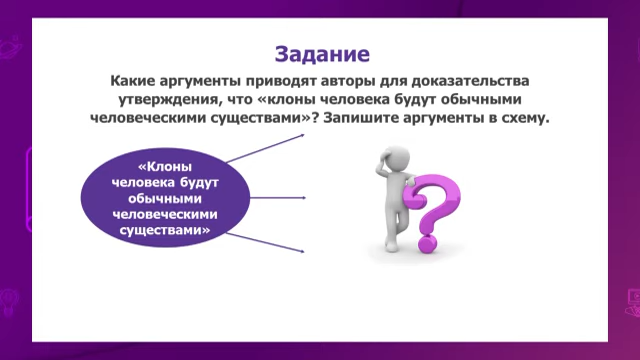 Задание
Какие аргументы приводят авторы для доказательства
утверждения, что «клоны человека будут обычными
человеческими существами»? Запишите аргументы в схему.
«Клоны
человека будут
обычными
человеческими
существами»